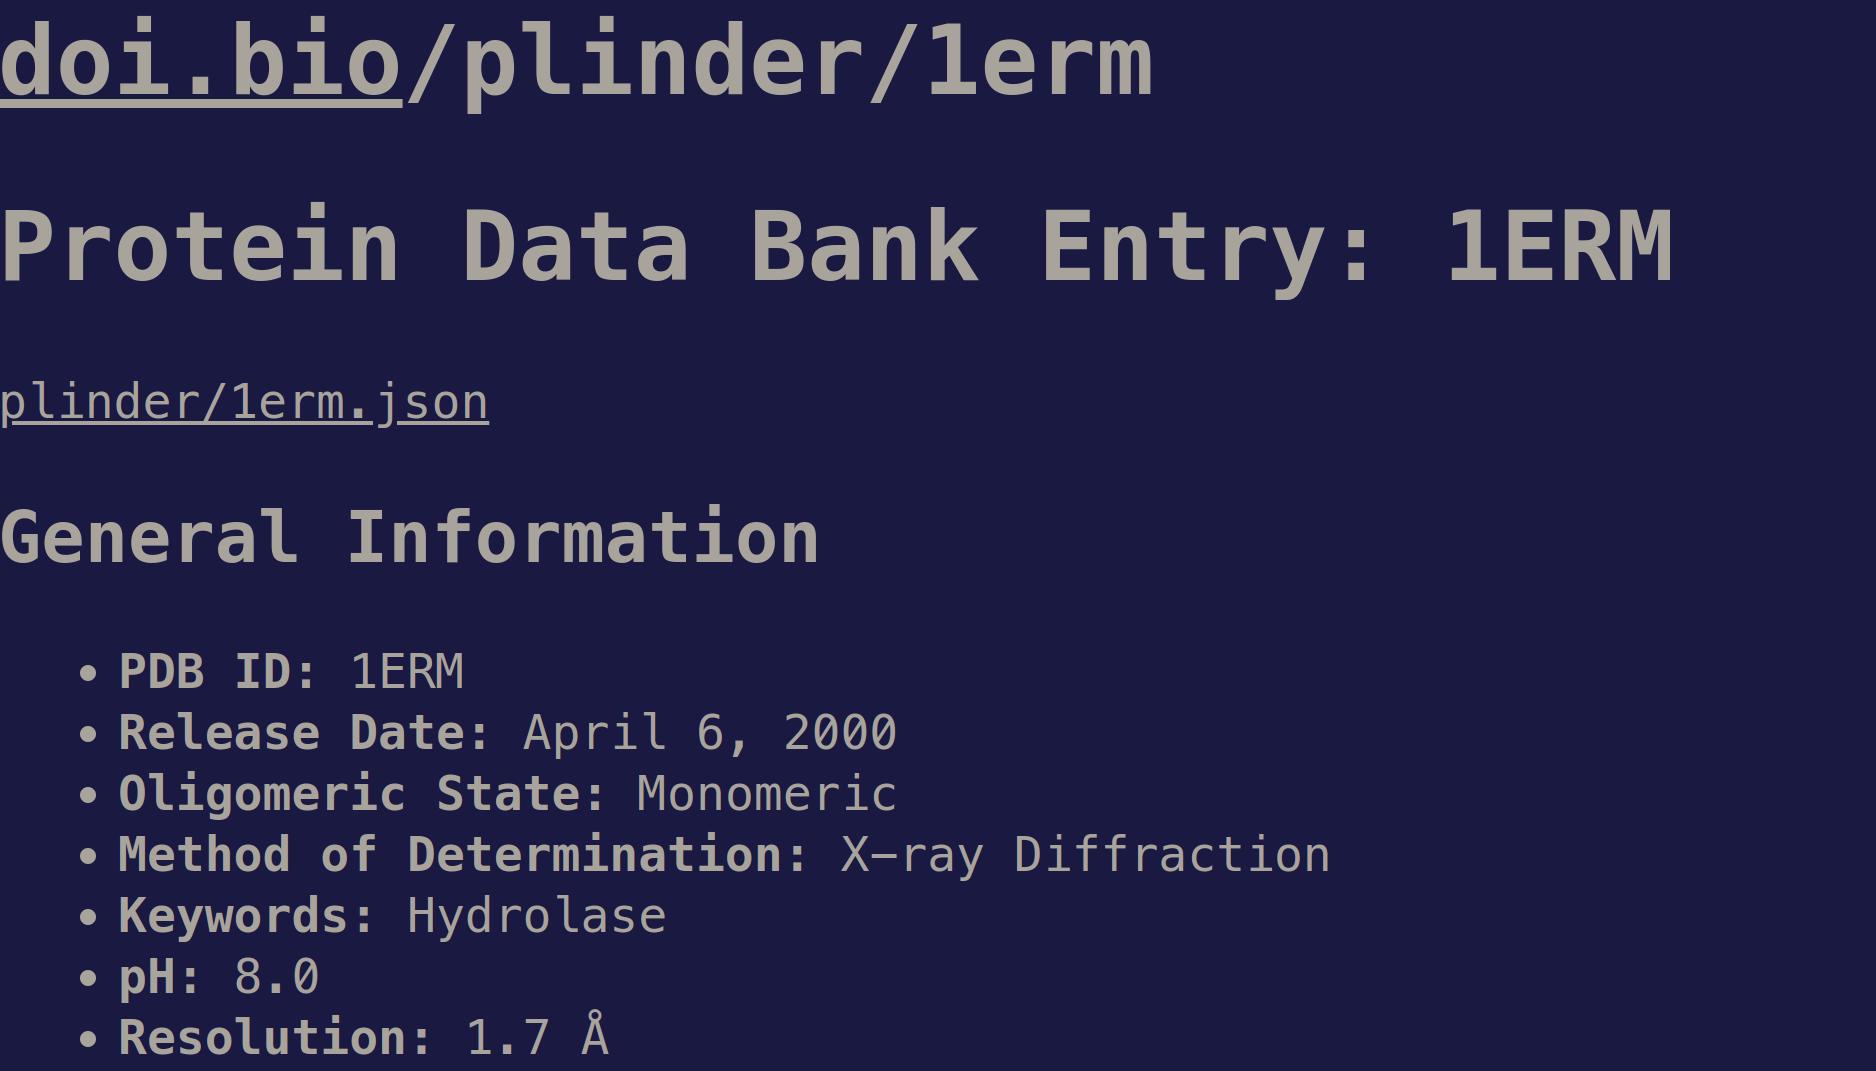 doi.bio/plinder/1erm
Protein Data Bank Entry: 1ERM
plinder/1erm.json
General Information
• PDB ID: 1ERM
• Release Date: April 6, 2000
• Oligomeric State: Monomeric
• Method of Determination: X-ray Diffraction
• Keywords: Hydrolase
• pH: 8.0
• Resolution: 1.7 Å